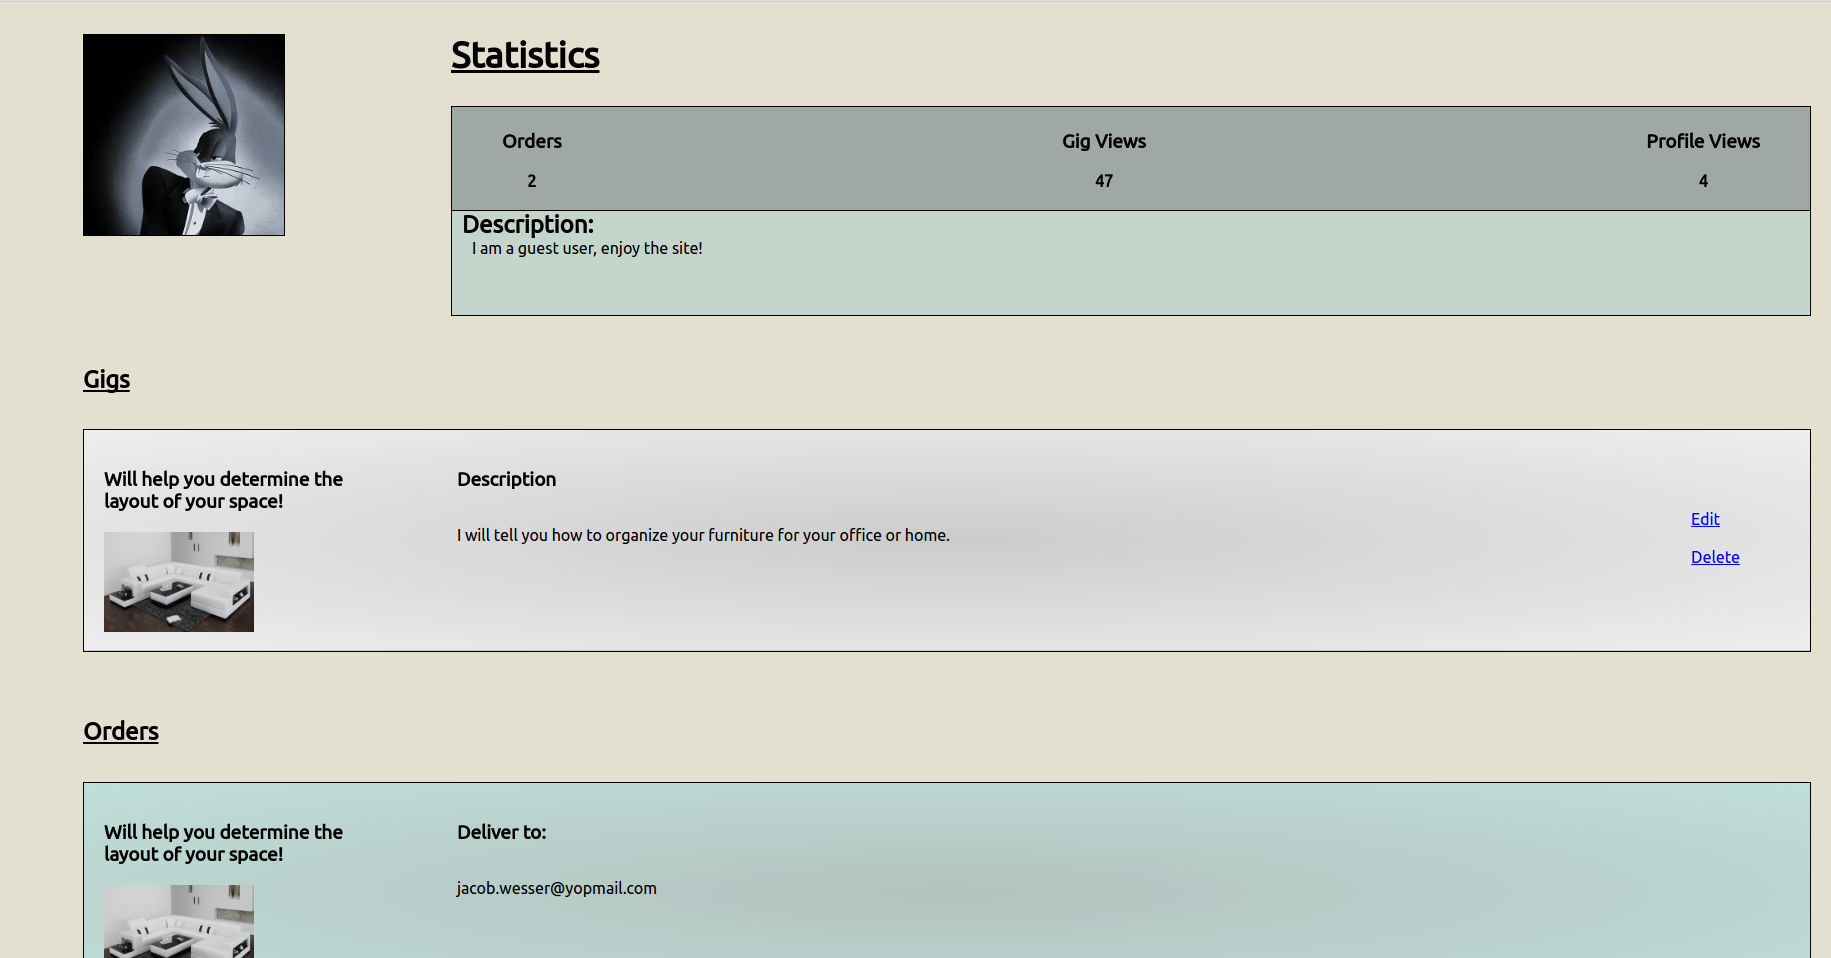 Statistics
Orders
Gig Views
Profile Views
2
47
4
Description:
I am a guest user, enjoy the site!
Gigs
Will help you determine the
layout of your space!
Description
I will tell you how to organize your furniture for your office or home.
Edit
Delete
Orders
Will help you determine the
layout of your space!
Deliver to:
jacob.wesser@yopmail.com